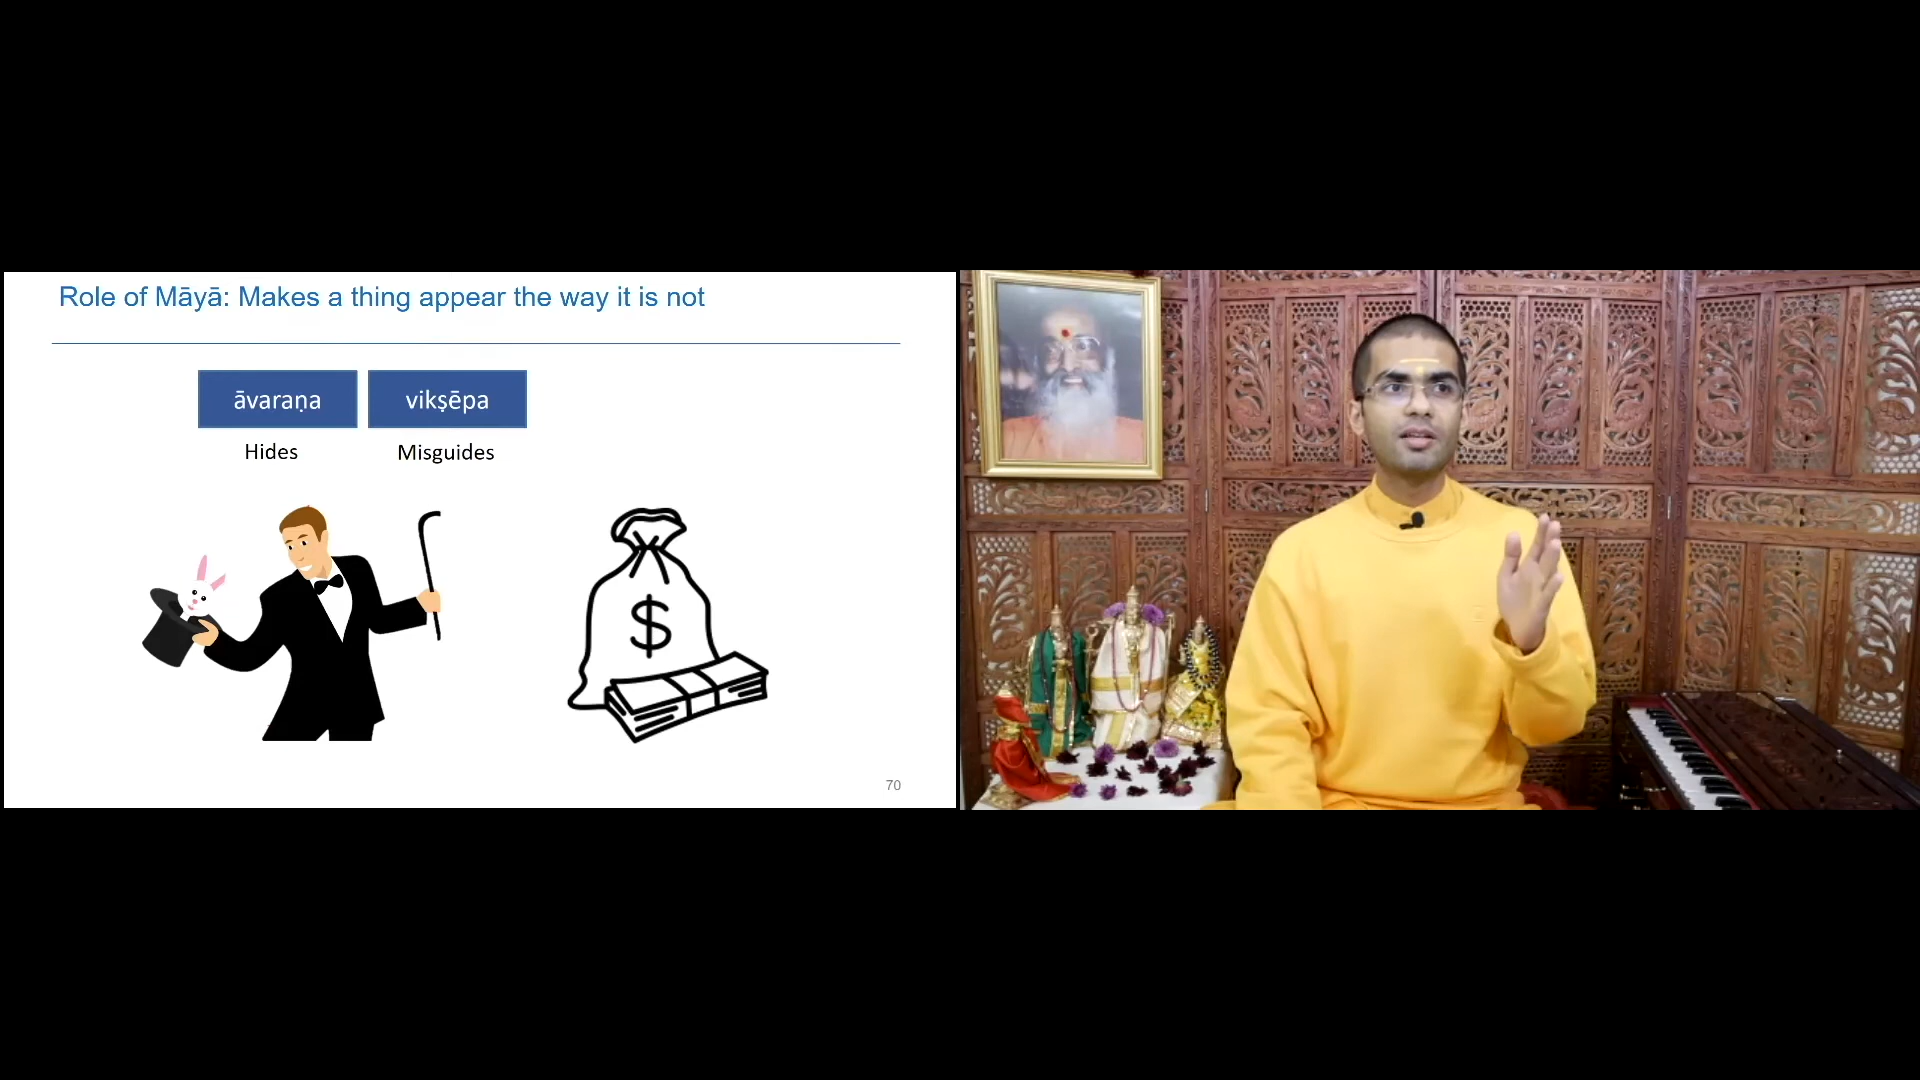 Role of Māyā: Makes a thing appear the way it is not
āvaraṇa
vikṣēpa
Hides
Misguides
$
70